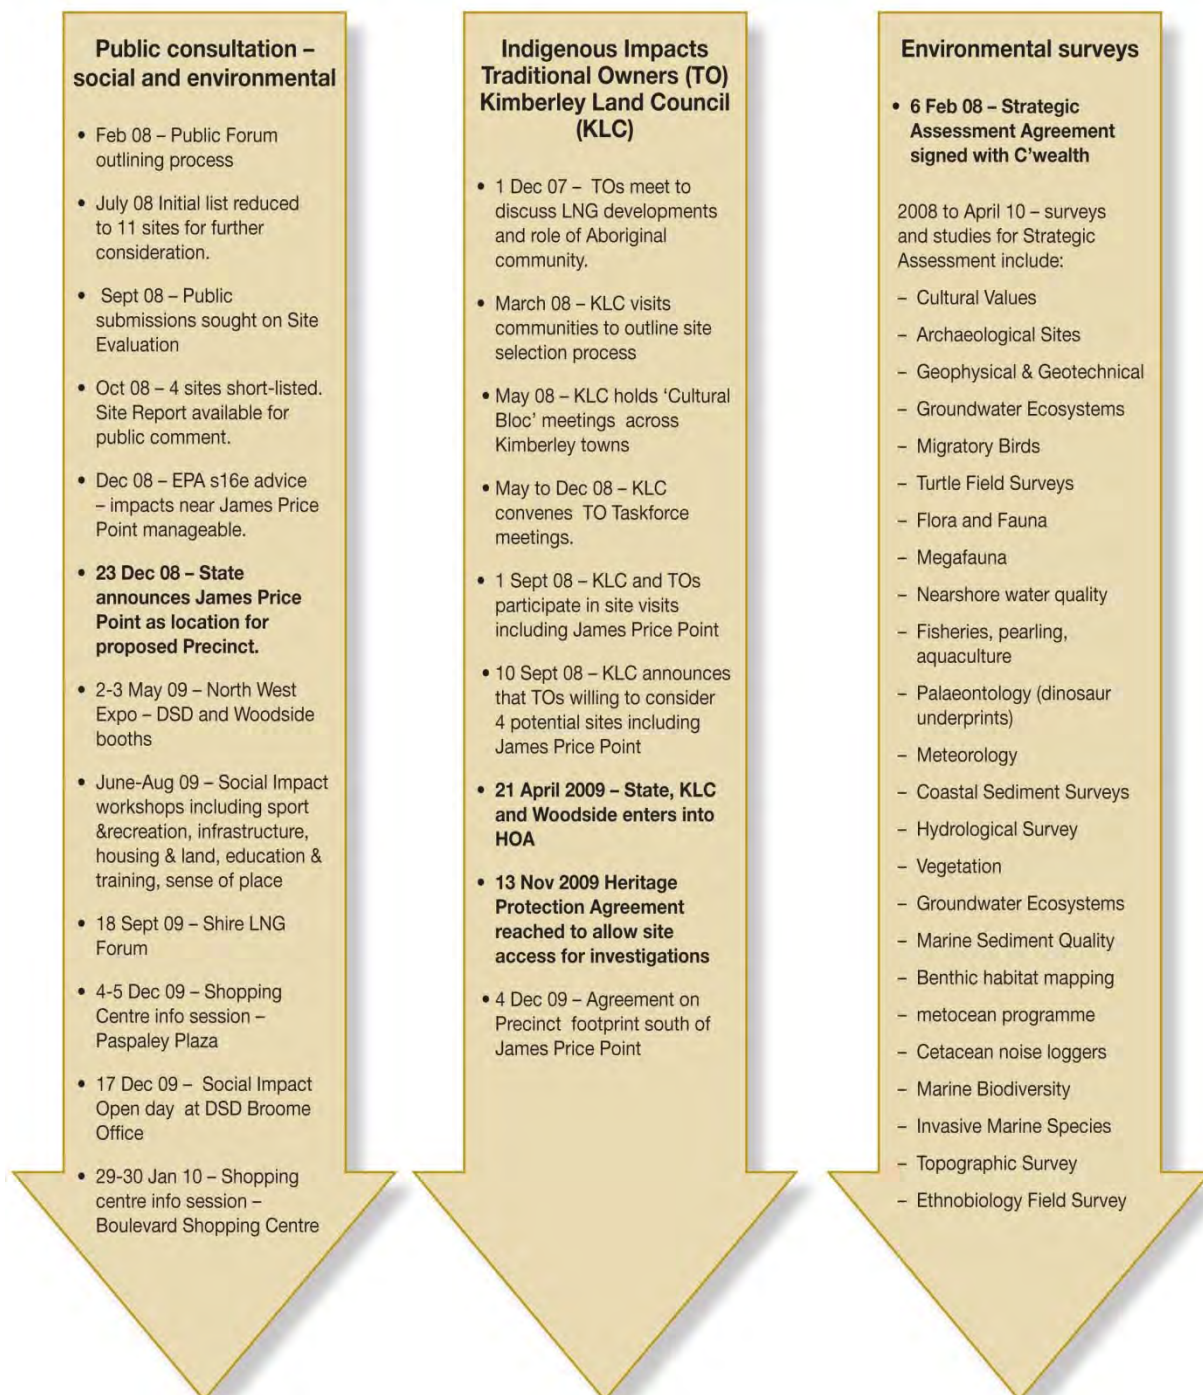 Public consultation –
social and environmental
• Feb 08 – Public Forum
outlining process
• July 08 Initial list reduced
to 11 sites for further
consideration.
• Sept 08 – Public
submissions sought on Site
Evaluation
• Oct 08 – 4 sites short-listed.
Site Report available for
public comment.
• Dec 08 – EPA s16e advice
– impacts near James Price
Point manageable.
• 23 Dec 08 – State
announces James Price
Point as location for
proposed Precinct.
• 2-3 May 09 – North West
Expo – DSD and Woodside
booths
• June-Aug 09 – Social Impact
workshops including sport
&recreation, infrastructure,
housing & land, education &
training, sense of place
• 18 Sept 09 – Shire LNG
Forum
• 4-5 Dec 09 – Shopping
Centre info session –
Paspaley Plaza
• 17 Dec 09 – Social Impact
Open day at DSD Broome
Office
• 29-30 Jan 10 – Shopping
centre info session –
Boulevard Shopping Centre
Indigenous Impacts
Traditional Owners (TO)
Kimberley Land Council
(KLC)
• 1 Dec 07 – TOs meet to
discuss LNG developments
and role of Aboriginal
community.
• March 08 – KLC visits
communities to outline site
selection process
• May 08 – KLC holds ‘Cultural
Bloc’ meetings across
Kimberley towns
• May to Dec 08 – KLC
convenes TO Taskforce
meetings.
• 1 Sept 08 – KLC and TOs
participate in site visits
including James Price Point
• 10 Sept 08 – KLC announces
that TOs willing to consider
4 potential sites including
James Price Point
• 21 April 2009 – State, KLC
and Woodside enters into
HOA
• 13 Nov 2009 Heritage
Protection Agreement
reached to allow site
access for investigations
• 4 Dec 09 – Agreement on
Precinct footprint south of
James Price Point
Environmental surveys
• 6 Feb 08 – Strategic
Assessment Agreement
signed with C’wealth
2008 to April 10 – surveys
and studies for Strategic
Assessment include:
– Cultural Values
– Archaeological Sites
– Geophysical & Geotechnical
– Groundwater Ecosystems
– Migratory Birds
– Turtle Field Surveys
– Flora and Fauna
– Megafauna
– Nearshore water quality
– Fisheries, pearling,
aquaculture
– Palaeontology (dinosaur
underprints)
– Meteorology
– Coastal Sediment Surveys
– Hydrological Survey
– Vegetation
– Groundwater Ecosystems
– Marine Sediment Quality
– Benthic habitat mapping
– metocean programme
– Cetacean noise loggers
– Marine Biodiversity
– Invasive Marine Species
– Topographic Survey
– Ethnobiology Field Survey